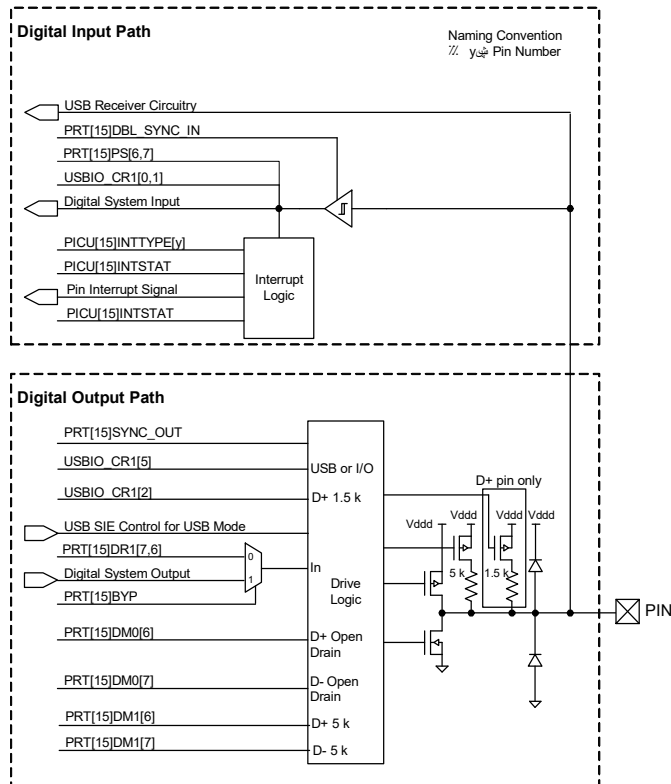 Digital Input Path
Naming Convention
y Pin Number
USB Receiver Circuitry
PRT[15]DBL_SYNC_IN
PRT[15]PS[6,7]
USBIO_CR1[0,1]
Digital System Input
PICU[15]INTTYPE[y]
PICU[15]INTSTAT
Pin Interrupt Signal
PICU[15]INTSTAT
Interrupt
Logic
Digital Output Path
PRT[15]SYNC_OUT
USBIO_CR1[5]
USB or I/O
D+ pin only
USBIO_CR1[2]
D+ 1.5 k
USB SIE Control for USB Mode
Vddd
Vddd
Vddd
Vddd
PRT[15]DR1[7,6]
0
Digital System Output
1
In
5 k
1.5 k
PRT[15]BYP
Drive
Logic
PIN
PRT[15]DM0[6]
D+ Open
Drain
PRT[15]DM0[7]
D- Open
Drain
PRT[15]DM1[6]
D+ 5 k
PRT[15]DM1[7]
D- 5 k